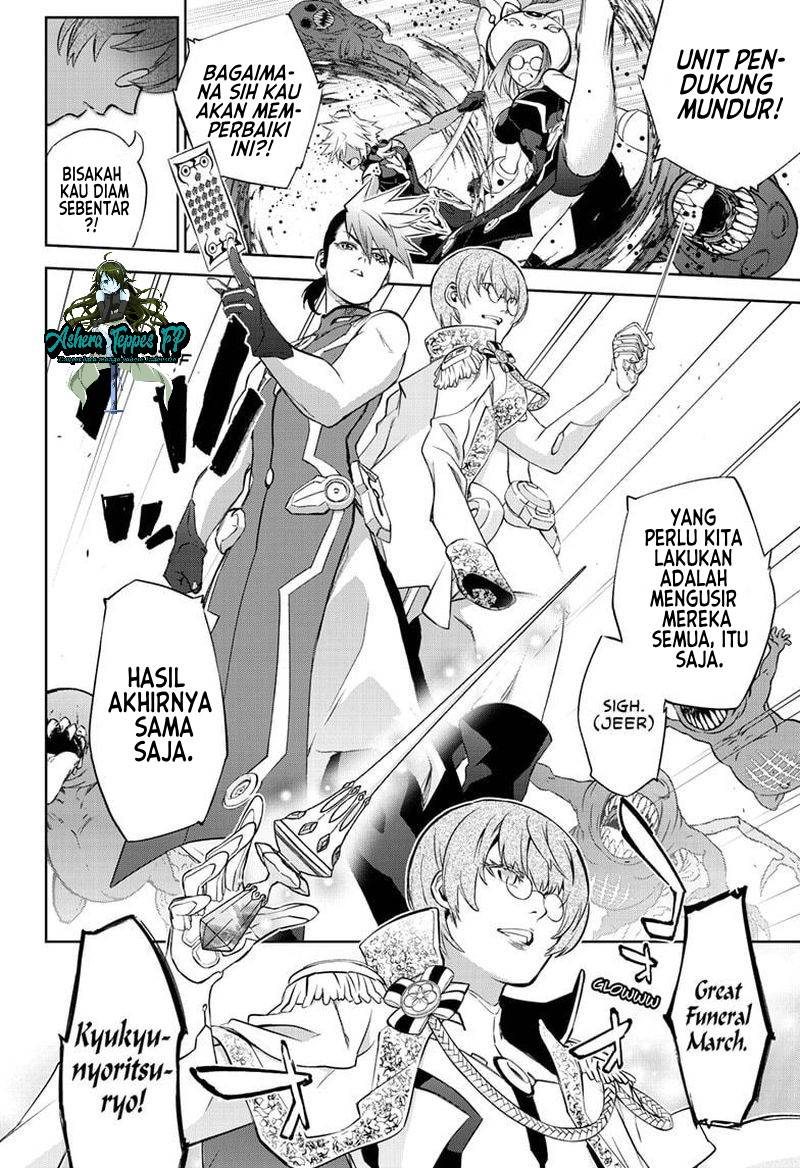 UNIT PEN-
DUKUNG
MUNDUR!
BAGAIMA-
NA SIH KAU
AKAN MEM-
PERBAIKI
INI?!
BISAKAH
KAU DIAM
SEBENTAR
?!
Ashera Teppes FP
F
YANG
PERLU KITA
LAKUKAN
ADALAH
MENGUSIR
MEREKA
SEMUA, ITU
SAJA.
SIGH.
(JEER)
HASIL
AKHIRNYA
SAMA
SAJA.
GLOWWW
Great
Funeral
March.
Kyukyu-
nyoritsu-
ryo!